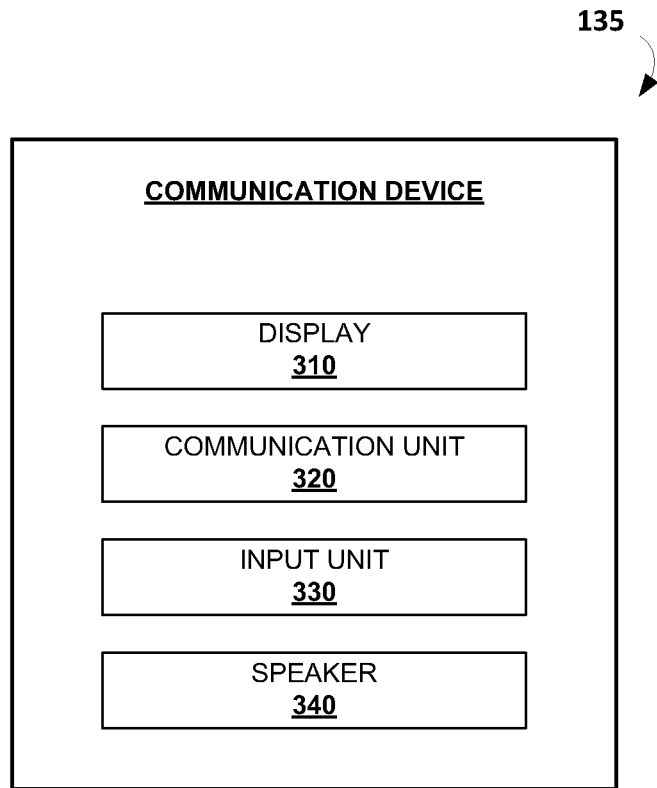 135
COMMUNICATION DEVICE
DISPLAY
310
COMMUNICATION UNIT
320
INPUT UNIT
330
SPEAKER
340